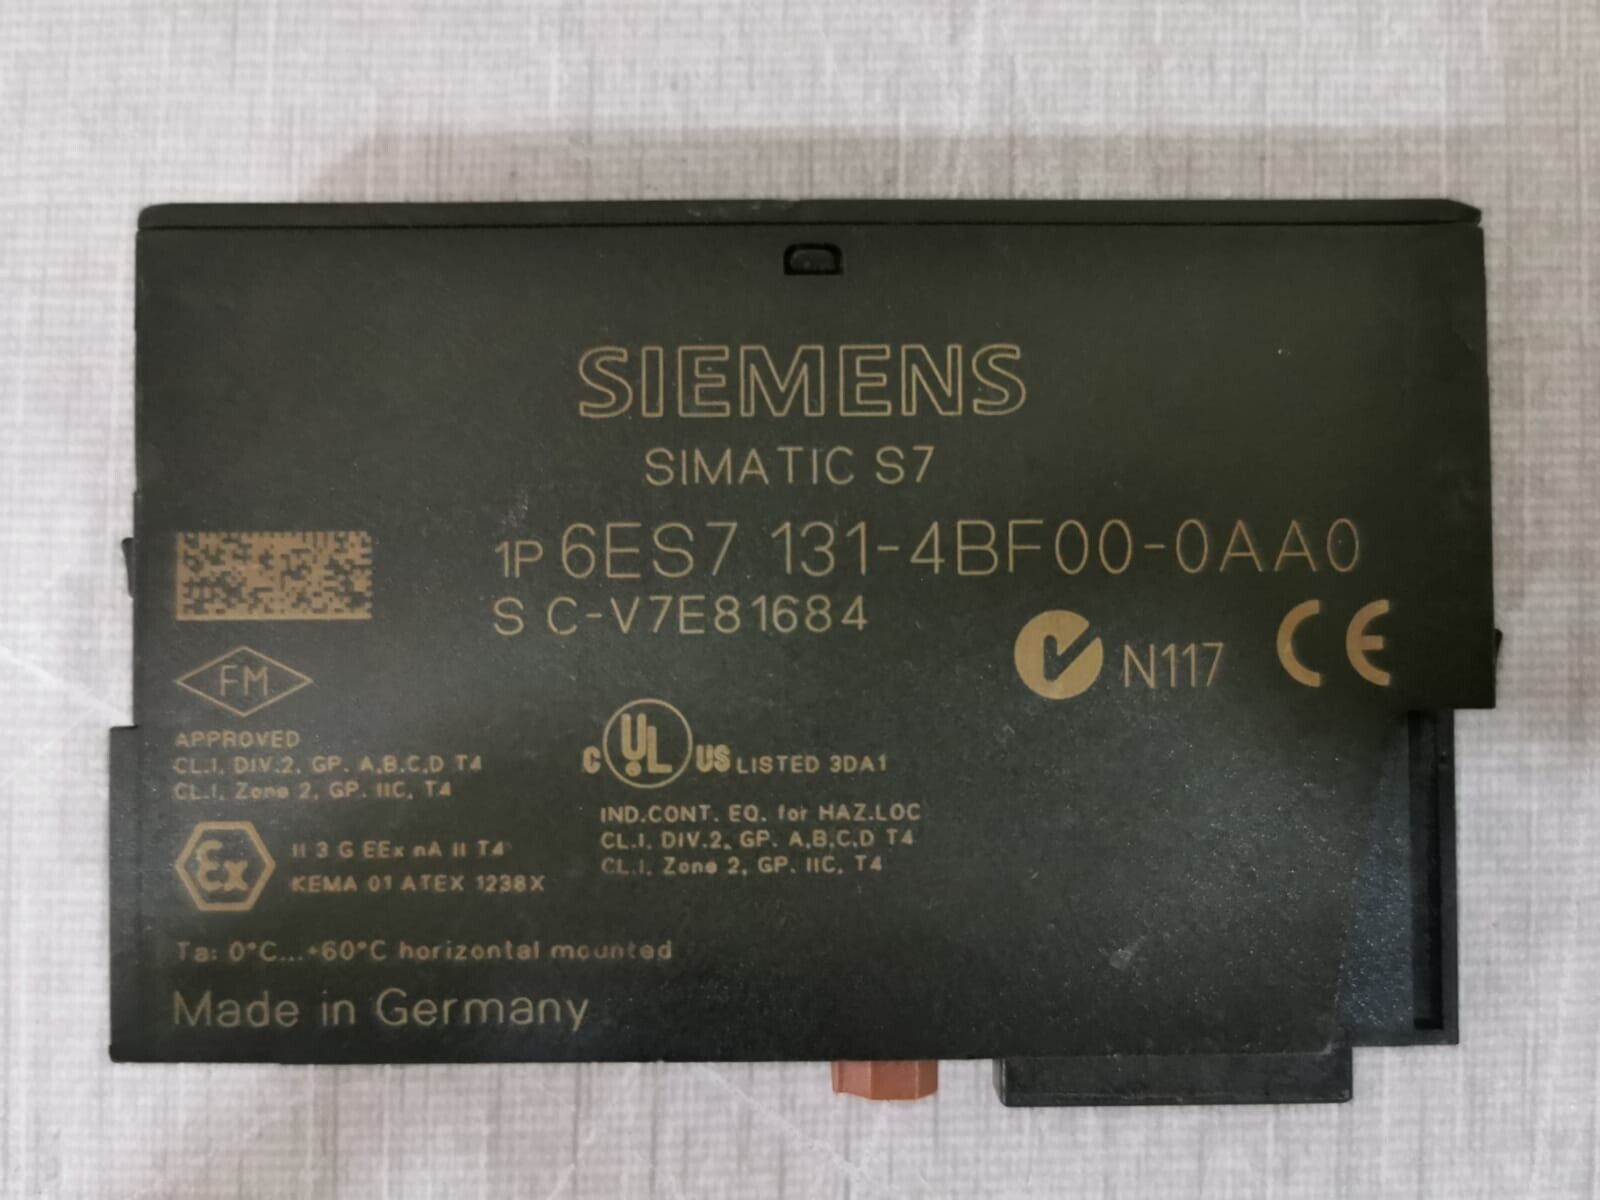 SIEMENS
SIMATIC S7
1P 6ES7 131-4BF00-0AA0
S C-V7E81684
N117 CE
FM
APPROVED
CL.I, DIV.2, GP. A,B,C,D T4
CL.I, Zone 2, GP. IIC, T4
C UL US LISTED 3DA1
IND.CONT. EQ. for HAZ.LOC
CL.I, DIV.2, GP. A,B,C,D T4
CL.I, Zone 2, GP. IIC, T4
Ex II 3 G EEx nA II T4
KEMA 01 ATEX 1238X
Ta: 0°C...+60°C horizontal mounted
Made in Germany